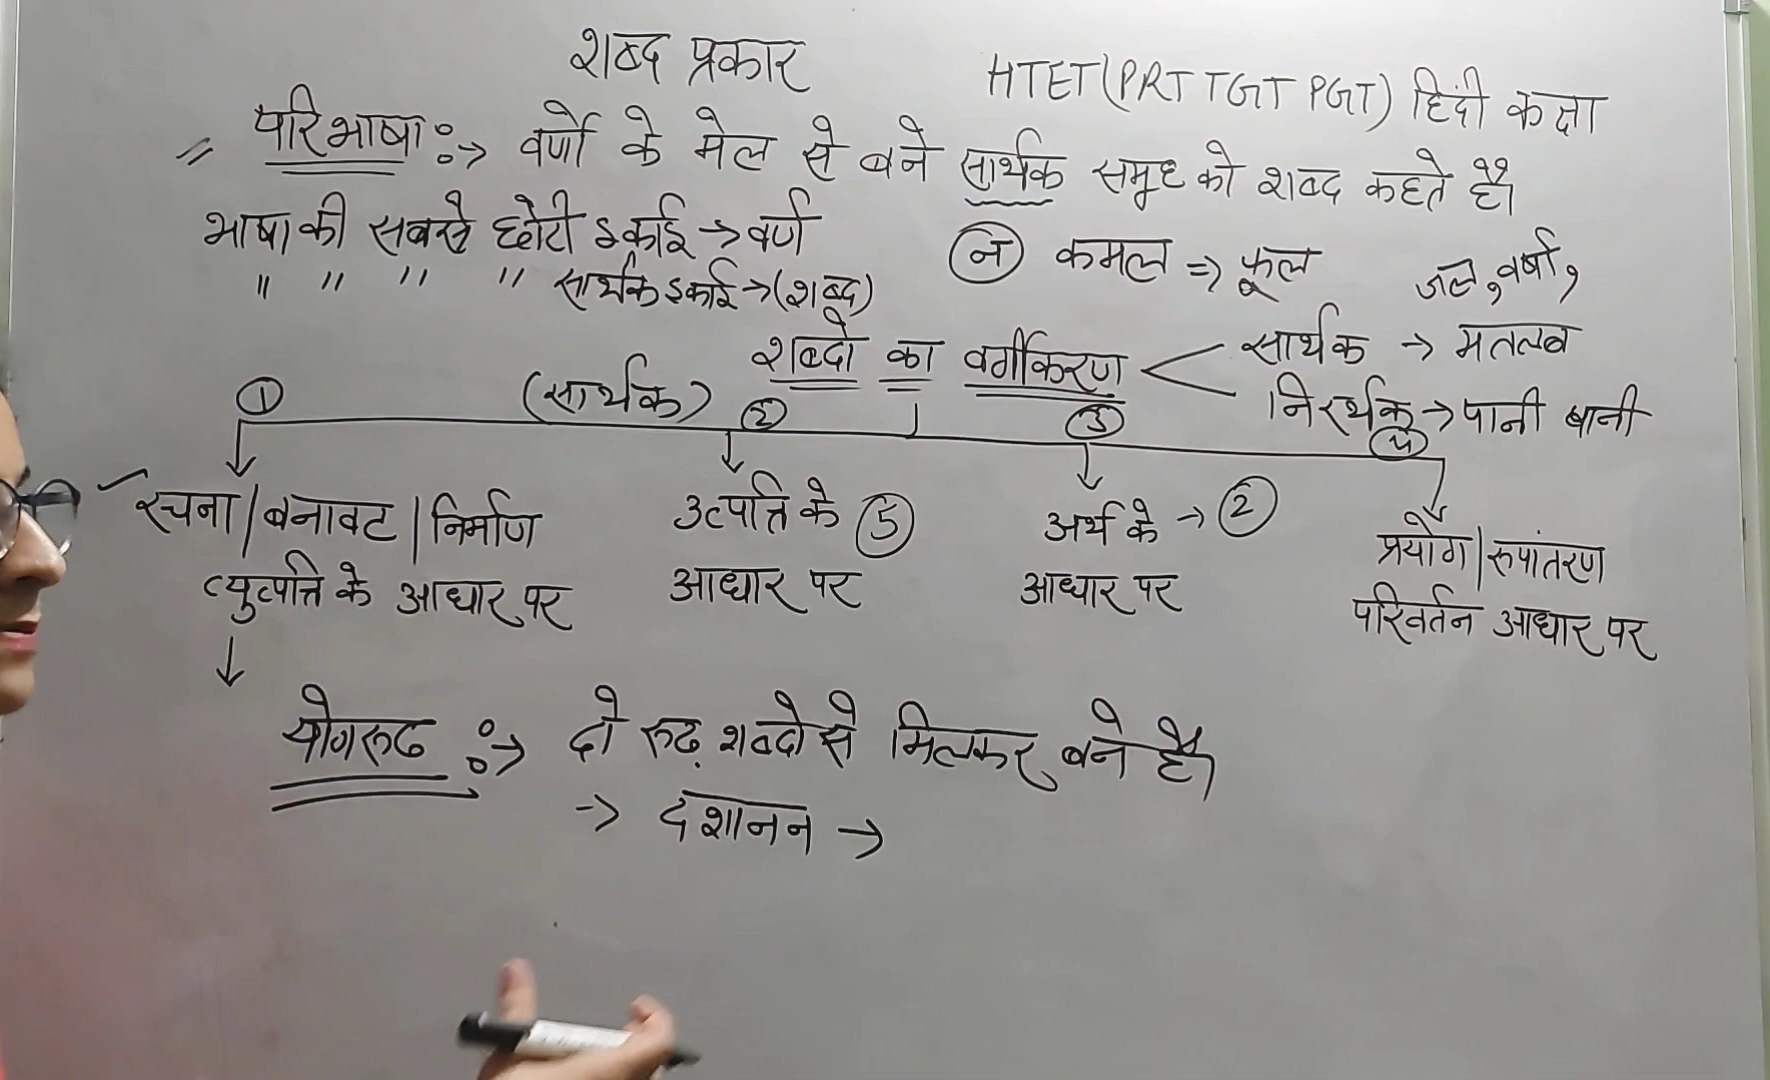 शब्द प्रकार
HTET(PRT TGT PGT) हिंदी कक्षा
परिभाषा :→ वर्णो के मेल से बने सार्थक समूह को शब्द कहते है।
भाषा की सबसे छोटी इकाई → वर्ण
न कमल ⇒ फूल जल, वर्षा,
" " " " सार्थक इकाई → (शब्द)
शब्दो का वर्गीकरण
सार्थक → मतलब
निरर्थक → पानी बानी
(सार्थक)
1 2 3 4
रचना/बनावट/निर्माण
व्युत्पत्ति के आधार पर
उत्पत्ति के 5
आधार पर
अर्थ के → 2
आधार पर
प्रयोग/रुपांतरण
परिवर्तन आधार पर
योगरुढ :→ दो रुढ़ शब्दो से मिलकर बने है।
→ दशानन →